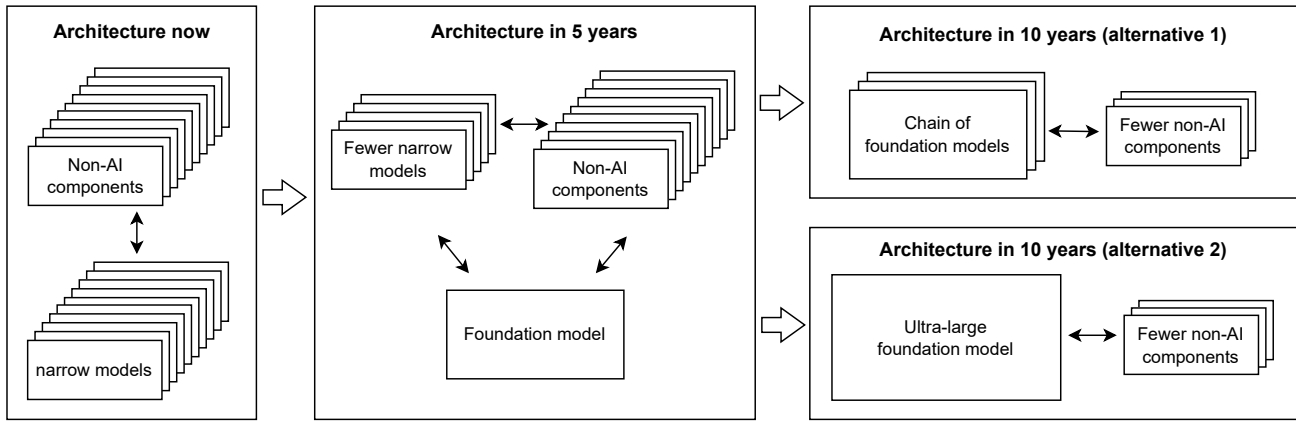 Architecture now
Non-AI
components
narrow models
Architecture in 5 years
Fewer narrow
models
Non-AI
components
Foundation model
Architecture in 10 years (alternative 1)
Chain of
foundation models
Fewer non-AI
components
Architecture in 10 years (alternative 2)
Ultra-large
foundation model
Fewer non-AI
components